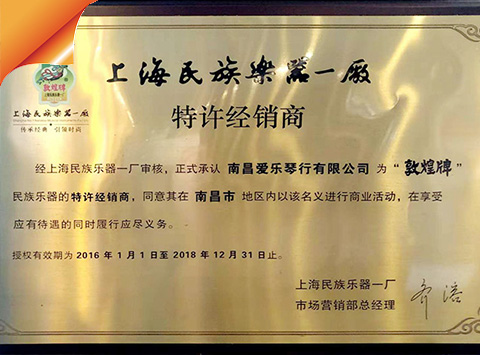 敦煌牌
上海民族樂器一廠
传承经典 引领时尚
上海民族樂器一廠
特许经销商
经上海民族乐器一厂审核，正式承认 南昌爱乐琴行有限公司 为 “敦煌牌”
民族乐器的特许经销商，同意其在 南昌市 地区内以该名义进行商业活动，在享受
应有待遇的同时履行应尽义务。
授权有效期为 2016 年 1 月 1 日至 2018 年 12 月 31 日止。
上海民族乐器一厂
市场营销部总经理